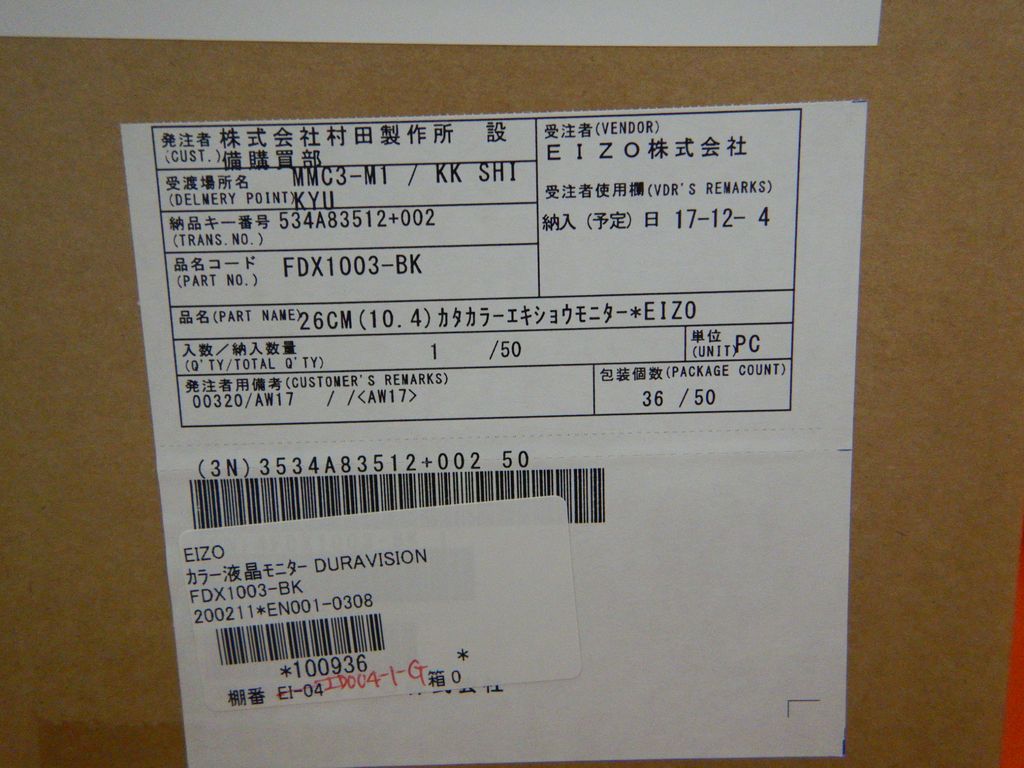 発注者 株式会社村田製作所 設
(CUST.) 備購買部
受渡場所名 MMC3-M1 / KK SHI
(DELIVERY POINT) KYU
納品キー番号 534A83512+002
(TRANS.NO.)
品名コード FDX1003-BK
(PART NO.)
受注者(VENDOR)
EIZO株式会社
受注者使用欄(VDR'S REMARKS)
納入(予定)日 17-12- 4
品名(PART NAME) 26CM(10.4)カタカラーエキショウモニター*EIZO
入数/納入数量 1 /50
(Q'TY/TOTAL Q'TY)
単位
(UNIT) PC
発注者用備考(CUSTOMER'S REMARKS)
00320/AW17 / /<AW17>
包装個数(PACKAGE COUNT)
36 /50
(3N)3534A83512+002 50
EIZO
カラー液晶モニター DURAVISION
FDX1003-BK
200211*EN001-0308
*100936 *
棚番 EI-04 ID004-1-G 箱0